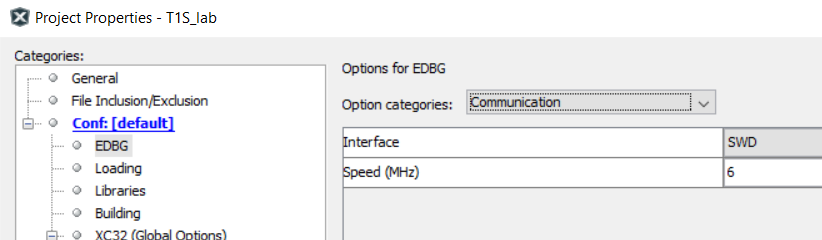 Project Properties - T1S_lab
Categories:
General
File Inclusion/Exclusion
Conf: [default]
EDBG
Loading
Libraries
Building
XC32 (Global Options)
Options for EDBG
Option categories: Communication
Interface SWD
Speed (MHz) 6